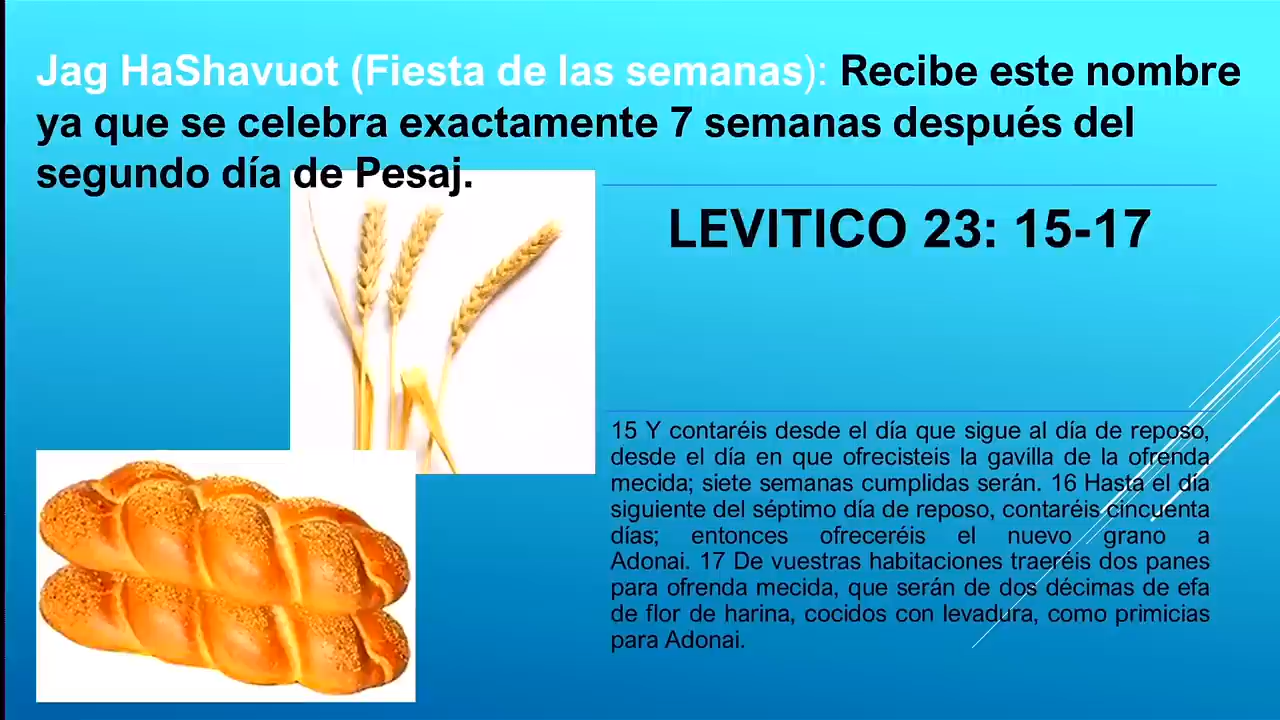 Jag HaShavuot (Fiesta de las semanas): Recibe este nombre
ya que se celebra exactamente 7 semanas después del
segundo día de Pesaj.
LEVITICO 23: 15-17
15 Y contaréis desde el día que sigue al día de reposo,
desde el día en que ofrecisteis la gavilla de la ofrenda
mecida; siete semanas cumplidas serán. 16 Hasta el día
siguiente del séptimo día de reposo, contaréis cincuenta
días; entonces ofreceréis el nuevo grano a
Adonai. 17 De vuestras habitaciones traeréis dos panes
para ofrenda mecida, que serán de dos décimas de efa
de flor de harina, cocidos con levadura, como primicias
para Adonai.